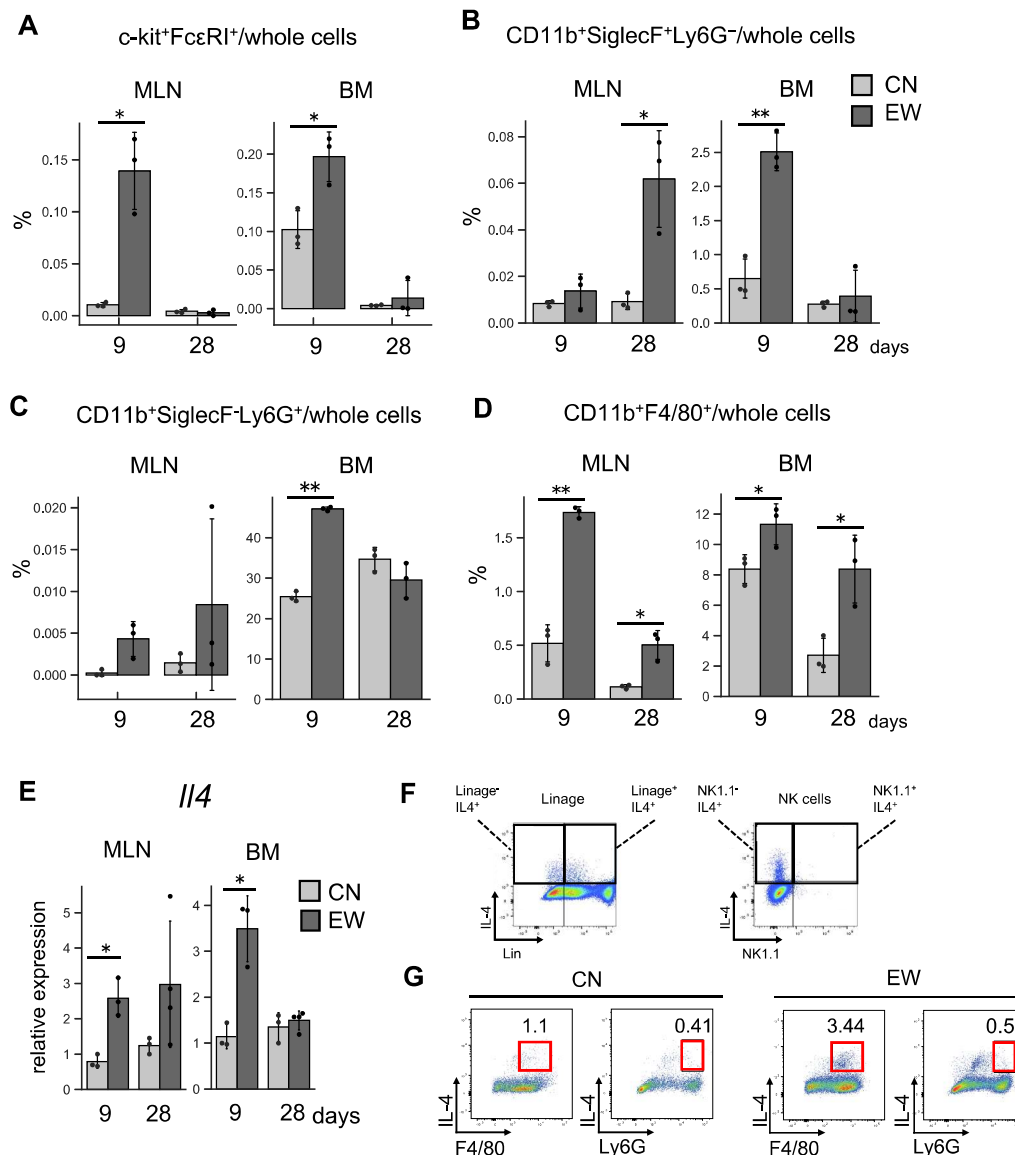 A
c-kit⁺FcεRI⁺/whole cells
MLN
BM
*
*
%
0.15
0.10
0.05
0.00
0.20
0.15
0.10
0.05
0.00
9
28
9
28
B
CD11b⁺SiglecF⁺Ly6G⁻/whole cells
MLN
BM
CN
EW
*
**
%
0.08
0.06
0.04
0.02
0.00
2.5
2.0
1.5
1.0
0.5
0.0
9
28
9
28
days
C
CD11b⁺SiglecF⁻Ly6G⁺/whole cells
MLN
BM
**
%
0.020
0.015
0.010
0.005
0.000
40
30
20
10
0
9
28
9
28
D
CD11b⁺F4/80⁺/whole cells
MLN
BM
**
*
*
*
%
1.5
1.0
0.5
0.0
12
10
8
6
4
2
0
9
28
9
28
days
E
Il4
MLN
BM
CN
EW
*
*
relative expression
5
4
3
2
1
0
4
3
2
1
0
9
28
9
28
days
F
Linage⁻
IL4⁺
Linage
Linage⁺
IL4⁺
IL-4
Lin
NK1.1⁻
IL4⁺
NK cells
NK1.1⁺
IL4⁺
IL-4
NK1.1
G
CN
EW
1.1
0.41
3.44
0.5
IL-4
F4/80
IL-4
Ly6G
IL-4
F4/80
IL-4
Ly6G